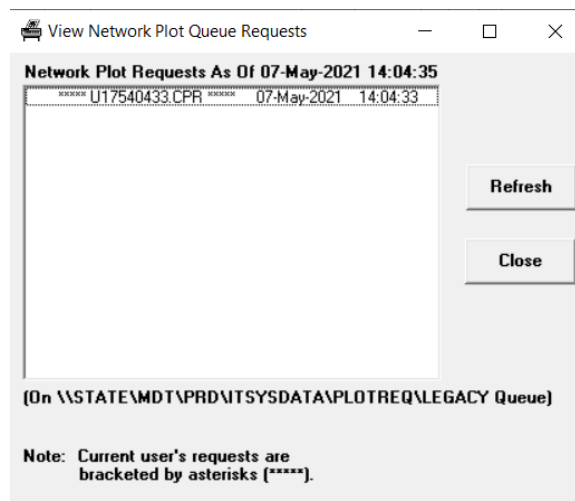 View Network Plot Queue Requests
Network Plot Requests As Of 07-May-2021 14:04:35
***** U17540433.CPR ***** 07-May-2021 14:04:33
Refresh
Close
(On \\STATE\MDT\PRD\ITSYSDATA\PLOTREQ\LEGACY Queue)
Note: Current user's requests are
bracketed by asterisks (*****).